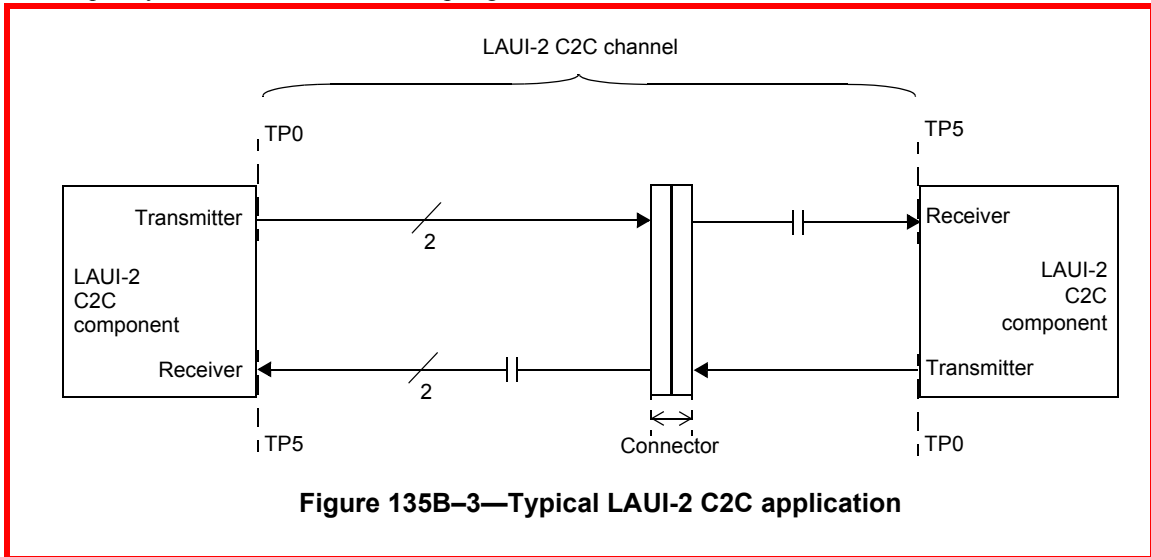 LAUI-2 C2C channel
TP0
TP5
Transmitter
2
Receiver
LAUI-2
C2C
component
LAUI-2
C2C
component
Receiver
2
Transmitter
TP5
Connector
TP0
Figure 135B–3—Typical LAUI-2 C2C application